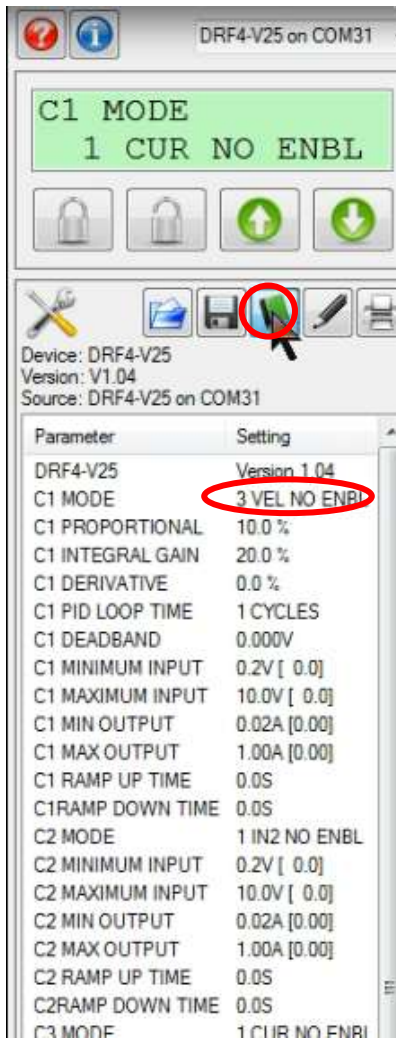 DRF4-V25 on COM31
C1 MODE
1 CUR NO ENBL
Device: DRF4-V25
Version: V1.04
Source: DRF4-V25 on COM31
Parameter Setting
DRF4-V25 Version 1.04
C1 MODE 3 VEL NO ENBL
C1 PROPORTIONAL 10.0 %
C1 INTEGRAL GAIN 20.0 %
C1 DERIVATIVE 0.0 %
C1 PID LOOP TIME 1 CYCLES
C1 DEADBAND 0.000V
C1 MINIMUM INPUT 0.2V [ 0.0]
C1 MAXIMUM INPUT 10.0V [ 0.0]
C1 MIN OUTPUT 0.02A [0.00]
C1 MAX OUTPUT 1.00A [0.00]
C1 RAMP UP TIME 0.0S
C1RAMP DOWN TIME 0.0S
C2 MODE 1 IN2 NO ENBL
C2 MINIMUM INPUT 0.2V [ 0.0]
C2 MAXIMUM INPUT 10.0V [ 0.0]
C2 MIN OUTPUT 0.02A [0.00]
C2 MAX OUTPUT 1.00A [0.00]
C2 RAMP UP TIME 0.0S
C2RAMP DOWN TIME 0.0S
C3 MODE 1 CUR NO ENBL